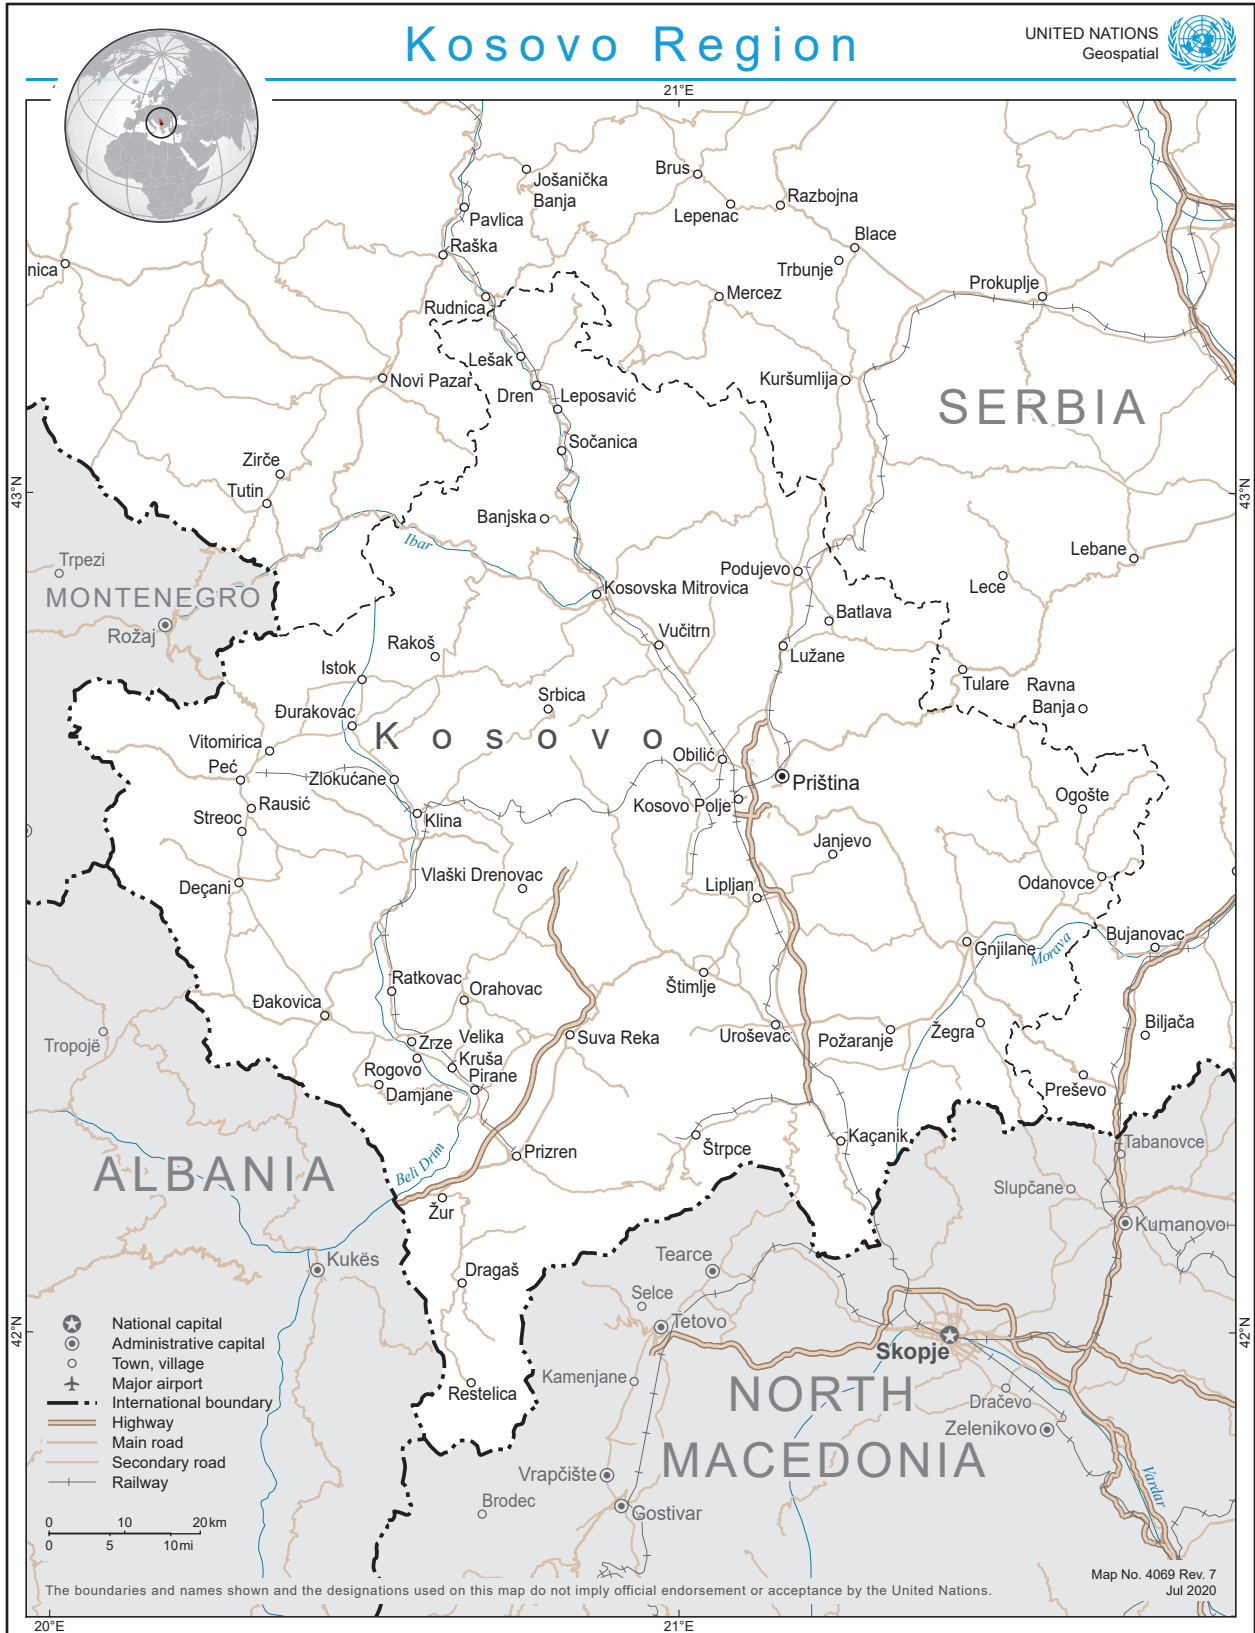 Kosovo Region
UNITED NATIONS
Geospatial
21°E
Jošanička
Banja
Brus
Lepenac
Razbojna
Pavlica
Raška
Blace
Trbunje
nica
Rudnica
Mercez
Prokuplje
Lešak
Novi Pazar
Dren
Leposavić
Kuršumlija
SERBIA
Sočanica
Zirče
Tutin
43°N
43°N
Banjska
Ibar
Trpezi
MONTENEGRO
Rožaj
Kosovska Mitrovica
Podujevo
Lebane
Lece
Batlava
Vučitrn
Lužane
Rakoš
Istok
Tulare
Ravna
Banja
Srbica
Đurakovac
Kosovo
Vitomirica
Obilić
Peć
Zlokućane
Priština
Rausić
Streoc
Klina
Kosovo Polje
Ogošte
Janjevo
Vlaški Drenovac
Deçani
Lipljan
Odanovce
Gnjilane
Morava
Bujanovac
Ratkovac
Orahovac
Štimlje
Đakovica
Tropojë
Zrze
Velika
Kruša
Suva Reka
Uroševac
Požaranje
Žegra
Biljača
Rogovo
Pirane
Damjane
Preševo
Štrpce
Kaçanik
Tabanovce
Prizren
Beli Drim
ALBANIA
Slupčane
Žur
Kumanovo
Kukës
Tearce
Dragaš
Selce
Tetovo
42°N
42°N
Skopje
Kamenjane
Restelica
NORTH
MACEDONIA
Dračevo
Zelenikovo
Vrapčište
Vardar
Brodec
Gostivar
National capital
Administrative capital
Town, village
Major airport
International boundary
Highway
Main road
Secondary road
Railway
0 10 20 km
0 5 10 mi
The boundaries and names shown and the designations used on this map do not imply official endorsement or acceptance by the United Nations.
Map No. 4069 Rev. 7
Jul 2020
20°E
21°E